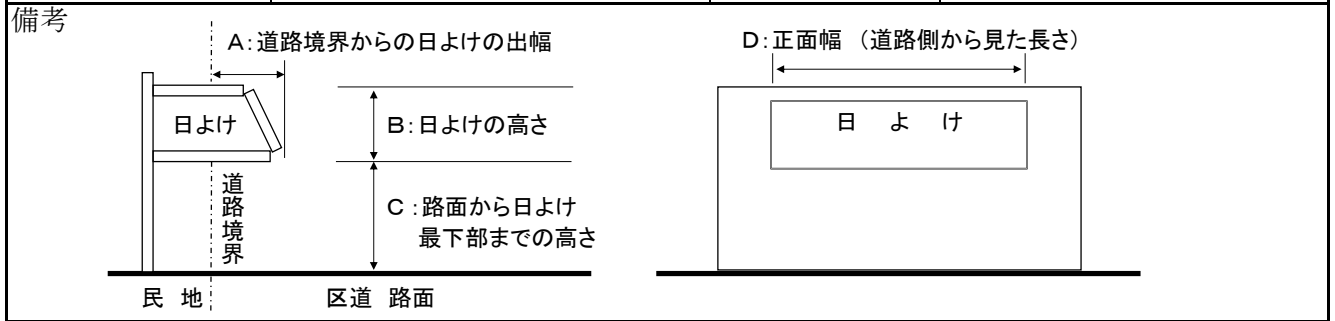 備考
A:道路境界からの日よけの出幅
日よけ
B:日よけの高さ
道路境界
C:路面から日よけ
最下部までの高さ
民 地
区道 路面
D:正面幅 (道路側から見た長さ)
日 よ け